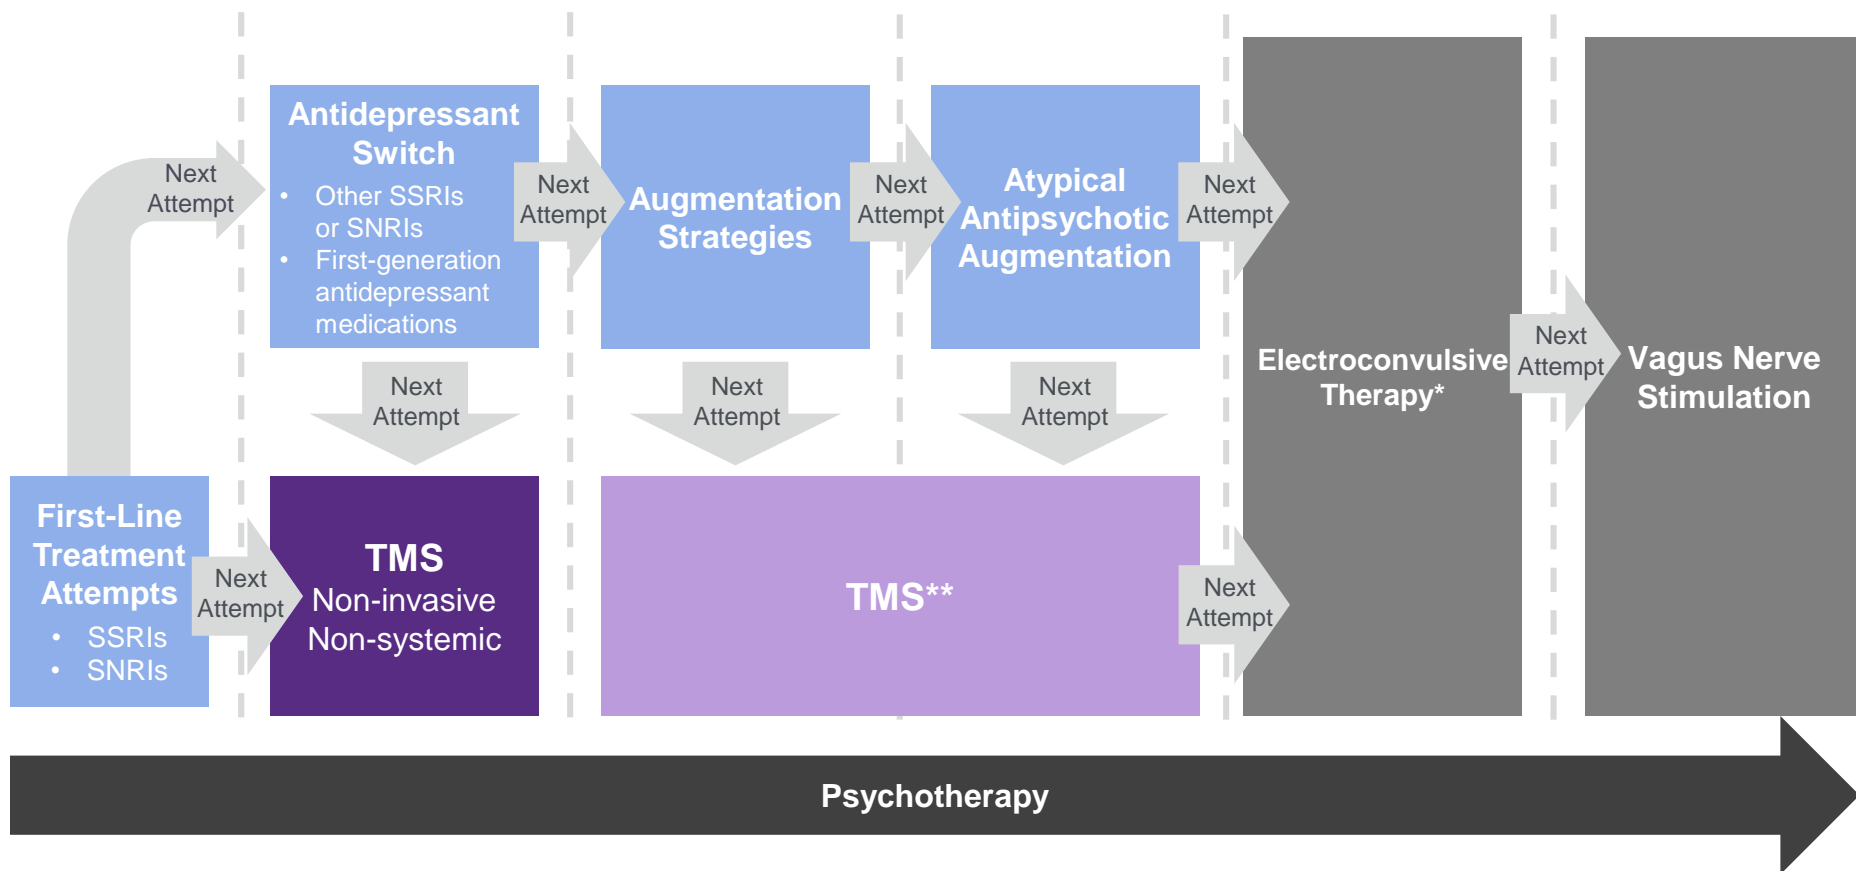 Antidepressant
Switch
• Other SSRIs
or SNRIs
• First-generation
antidepressant
medications
Next
Attempt
Next
Attempt
Augmentation
Strategies
Next
Attempt
Atypical
Antipsychotic
Augmentation
Next
Attempt
Electroconvulsive
Therapy*
Next
Attempt
Vagus Nerve
Stimulation
Next
Attempt
Next
Attempt
Next
Attempt
First-Line
Treatment
Attempts
• SSRIs
• SNRIs
Next
Attempt
TMS
Non-invasive
Non-systemic
TMS**
Next
Attempt
Psychotherapy